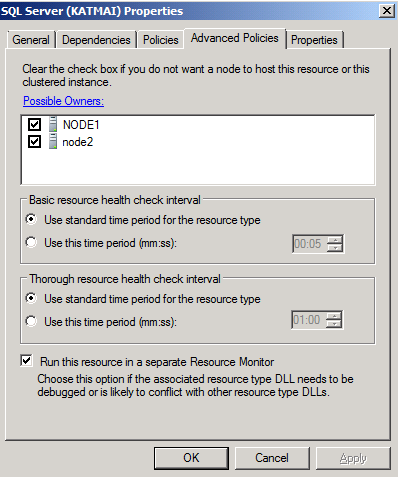 SQL Server (KATMAI) Properties
General Dependencies Policies Advanced Policies Properties
Clear the check box if you do not want a node to host this resource or this
clustered instance.
Possible Owners:
NODE1
node2
Basic resource health check interval
Use standard time period for the resource type
Use this time period (mm:ss): 00:05
Thorough resource health check interval
Use standard time period for the resource type
Use this time period (mm:ss): 01:00
Run this resource in a separate Resource Monitor
Choose this option if the associated resource type DLL needs to be
debugged or is likely to conflict with other resource type DLLs.
OK Cancel Apply